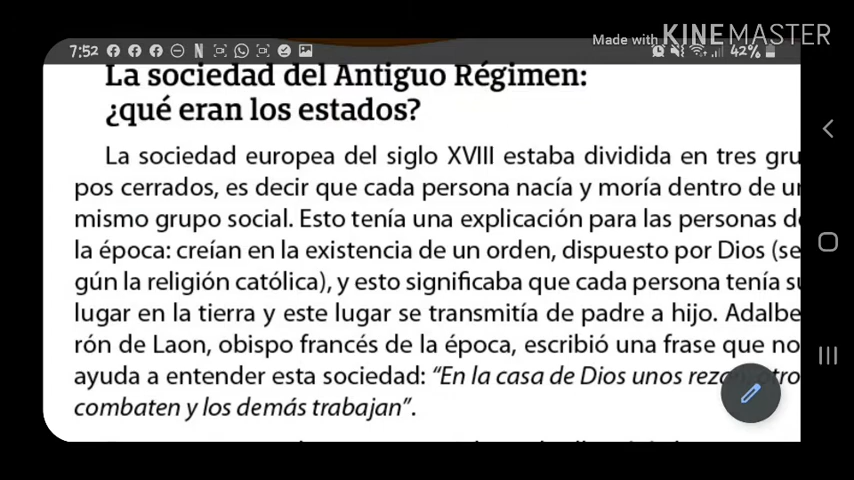 Made with KINEMASTER
7:52 42%
La sociedad del Antiguo Régimen:
¿qué eran los estados?
La sociedad europea del siglo XVIII estaba dividida en tres gru
pos cerrados, es decir que cada persona nacía y moría dentro de un
mismo grupo social. Esto tenía una explicación para las personas de
la época: creían en la existencia de un orden, dispuesto por Dios (se
gún la religión católica), y esto significaba que cada persona tenía su
lugar en la tierra y este lugar se transmitía de padre a hijo. Adalbe
rón de Laon, obispo francés de la época, escribió una frase que no
ayuda a entender esta sociedad: “En la casa de Dios unos rezan, otro
combaten y los demás trabajan”.